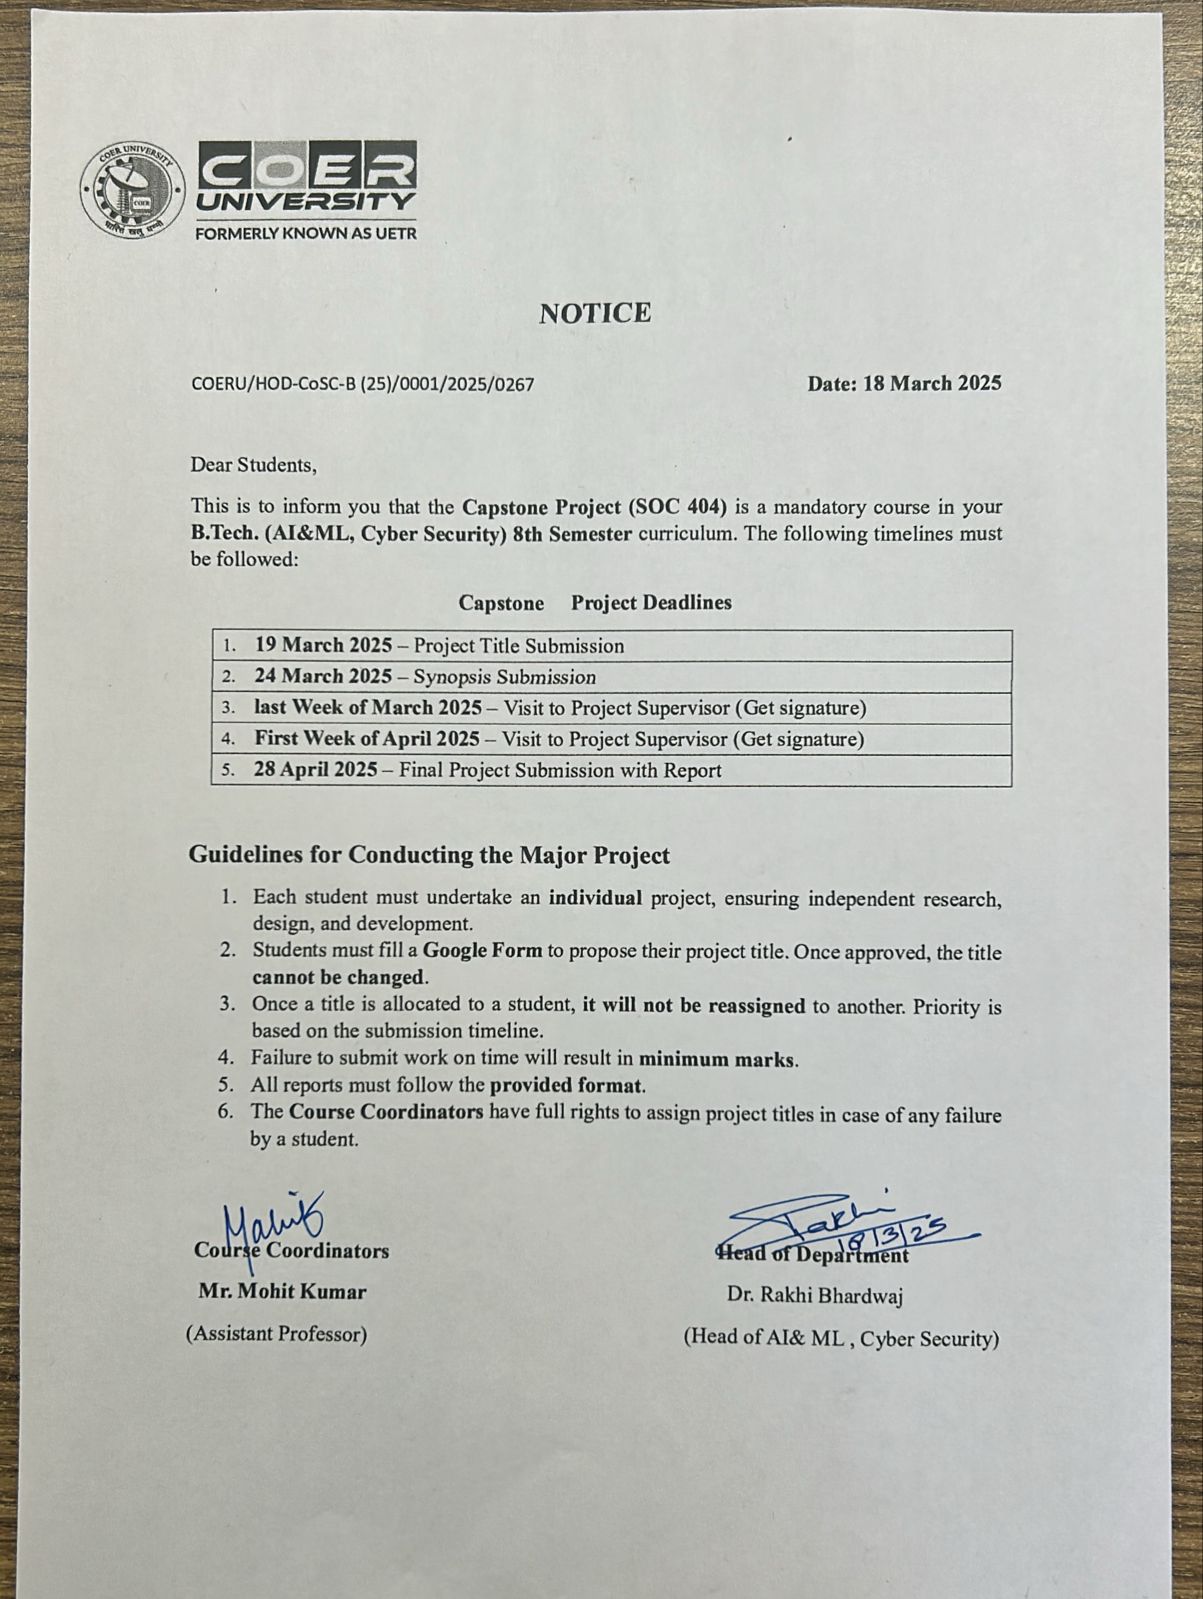 COER UNIVERSITY
COER
COER
UNIVERSITY
FORMERLY KNOWN AS UETR
NOTICE
COERU/HOD-CoSC-B (25)/0001/2025/0267 Date: 18 March 2025
Dear Students,
This is to inform you that the Capstone Project (SOC 404) is a mandatory course in your
B.Tech. (AI&ML, Cyber Security) 8th Semester curriculum. The following timelines must
be followed:
Capstone Project Deadlines
1. 19 March 2025 – Project Title Submission
2. 24 March 2025 – Synopsis Submission
3. last Week of March 2025 – Visit to Project Supervisor (Get signature)
4. First Week of April 2025 – Visit to Project Supervisor (Get signature)
5. 28 April 2025 – Final Project Submission with Report
Guidelines for Conducting the Major Project
1. Each student must undertake an individual project, ensuring independent research,
design, and development.
2. Students must fill a Google Form to propose their project title. Once approved, the title
cannot be changed.
3. Once a title is allocated to a student, it will not be reassigned to another. Priority is
based on the submission timeline.
4. Failure to submit work on time will result in minimum marks.
5. All reports must follow the provided format.
6. The Course Coordinators have full rights to assign project titles in case of any failure
by a student.
Rakhi
18/3/25
Course Coordinators Head of Department
Mr. Mohit Kumar Dr. Rakhi Bhardwaj
(Assistant Professor) (Head of AI& ML , Cyber Security)